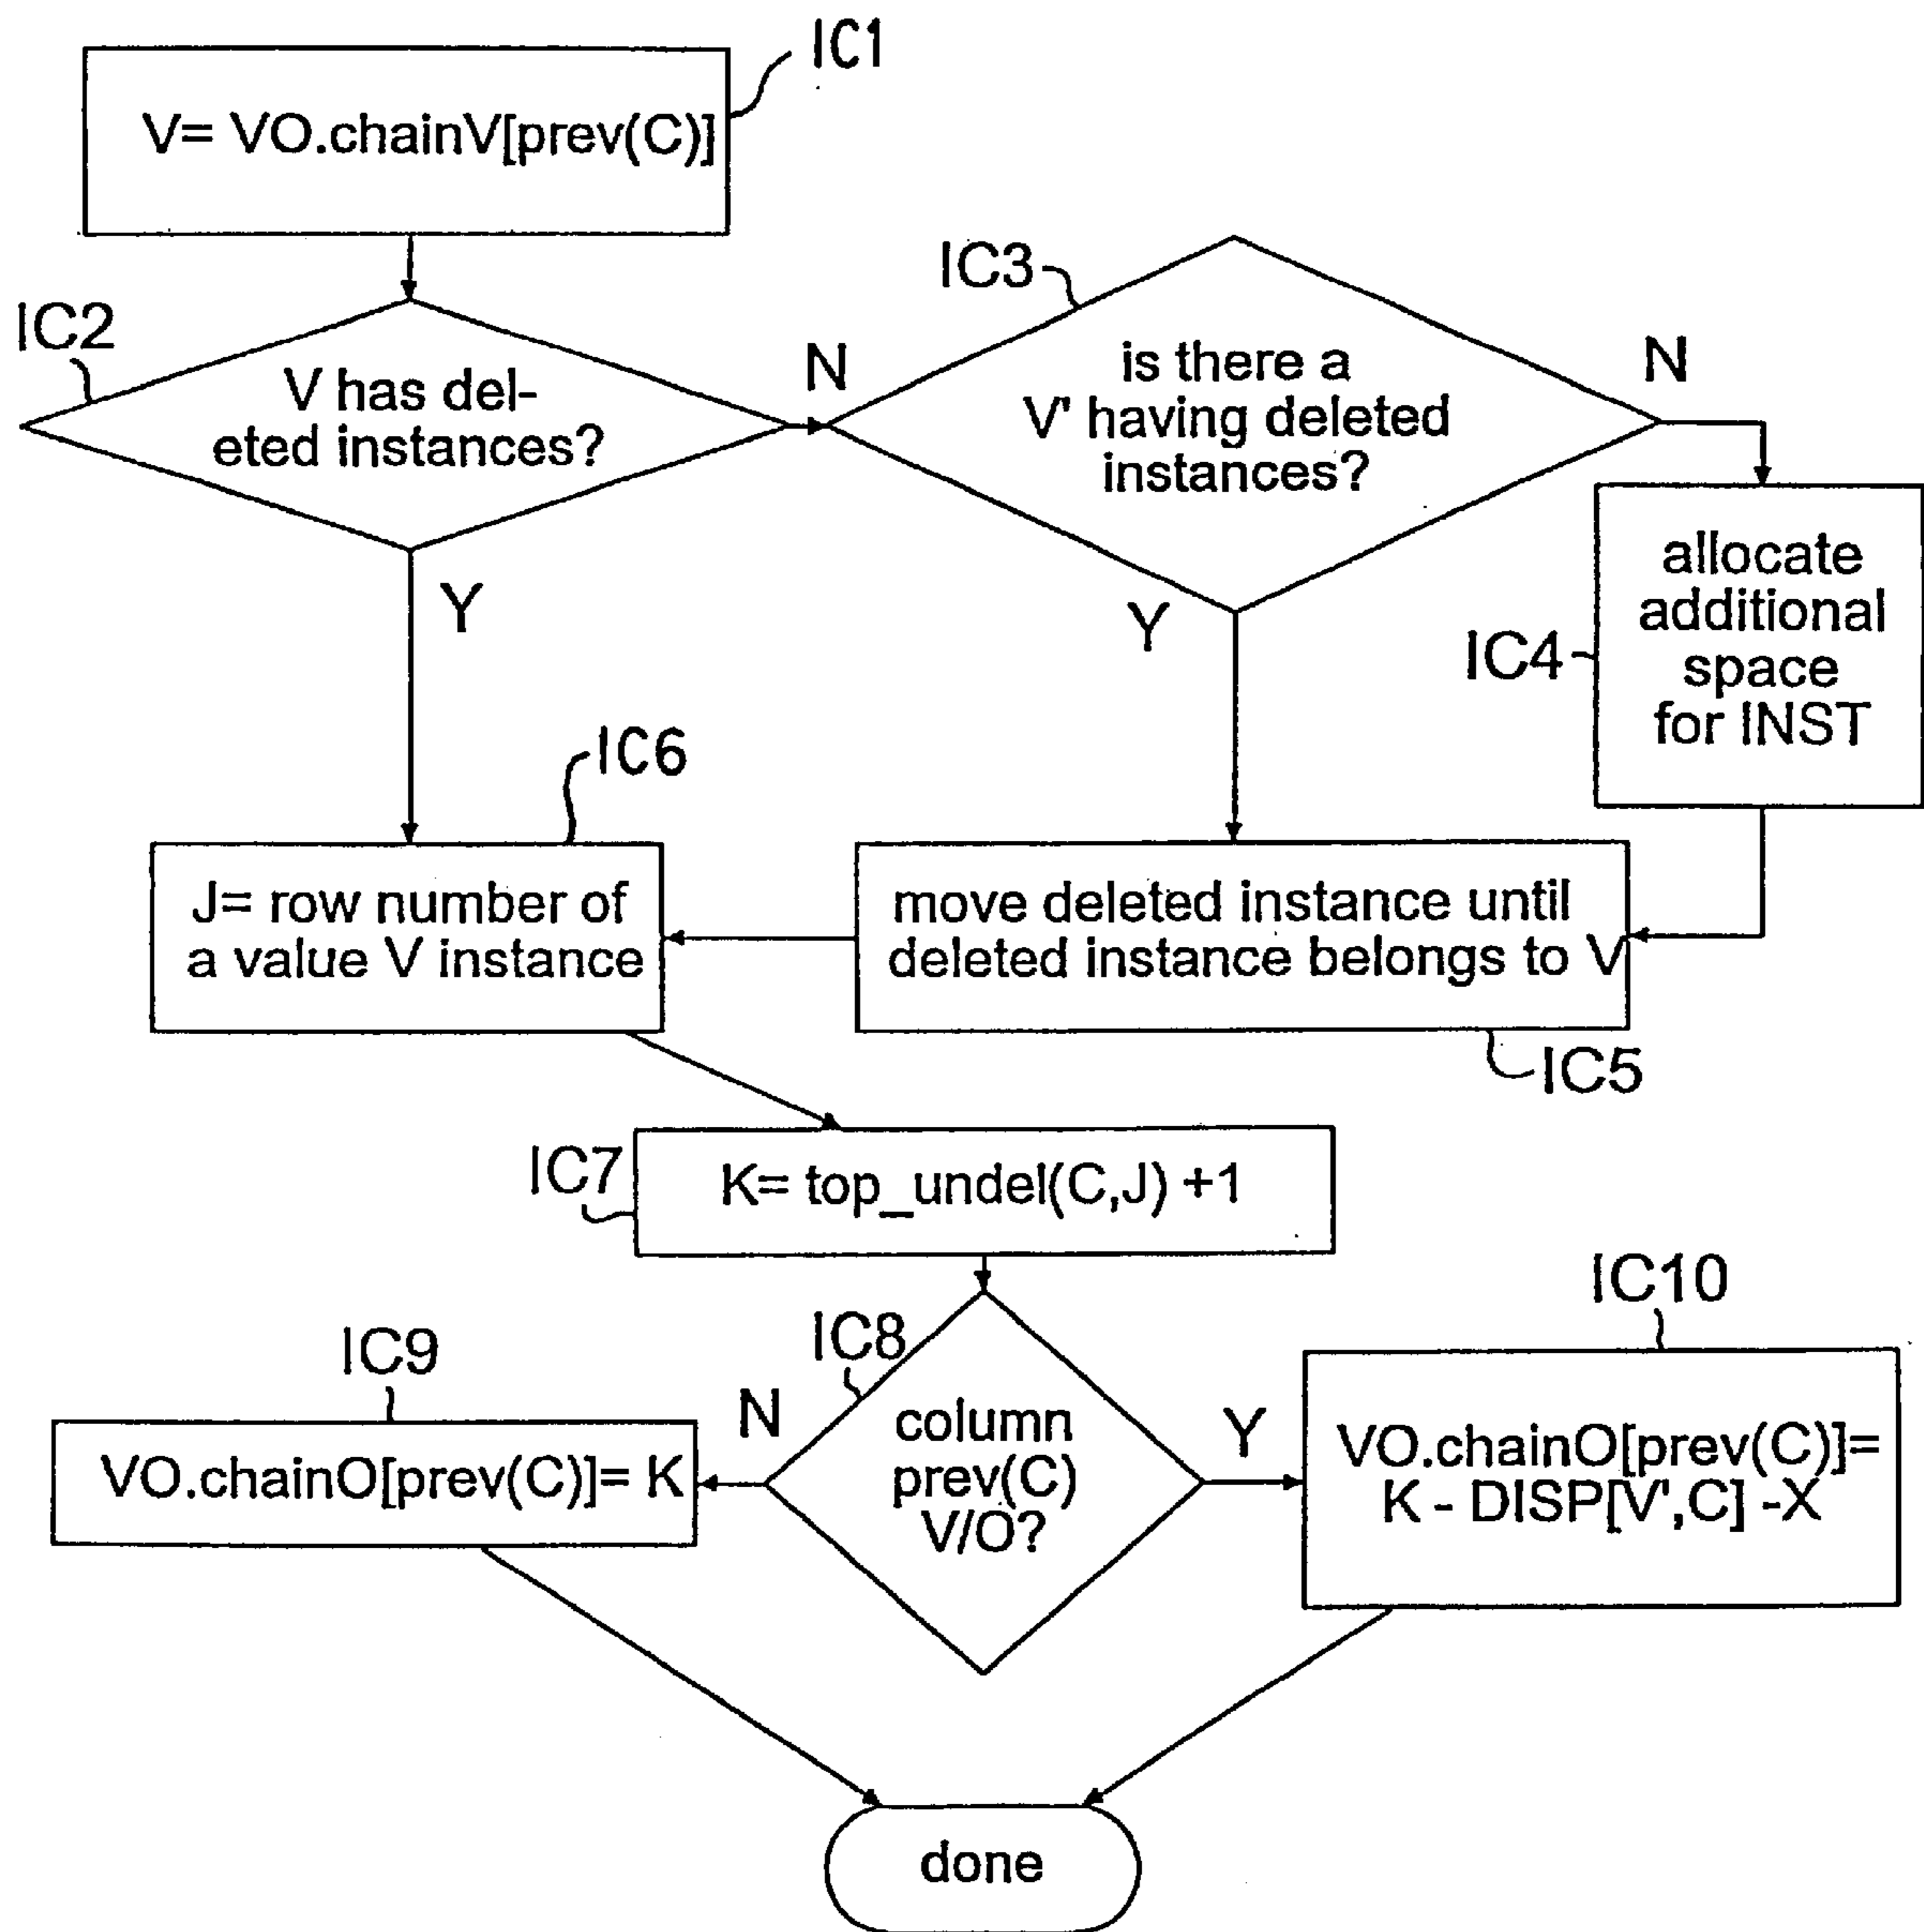 IC1
V= VO.chainV[prev(C)]
IC2
V has del-
eted instances?
N
Y
IC3
is there a
V' having deleted
instances?
N
Y
IC4
allocate
additional
space
for INST
IC6
J= row number of
a value V instance
move deleted instance until
deleted instance belongs to V
IC5
IC7
K= top_undel(C,J) +1
IC8
column
prev(C)
V/O?
N
Y
IC9
VO.chainO[prev(C)]= K
IC10
VO.chainO[prev(C)]=
K - DISP[V',C] -X
done